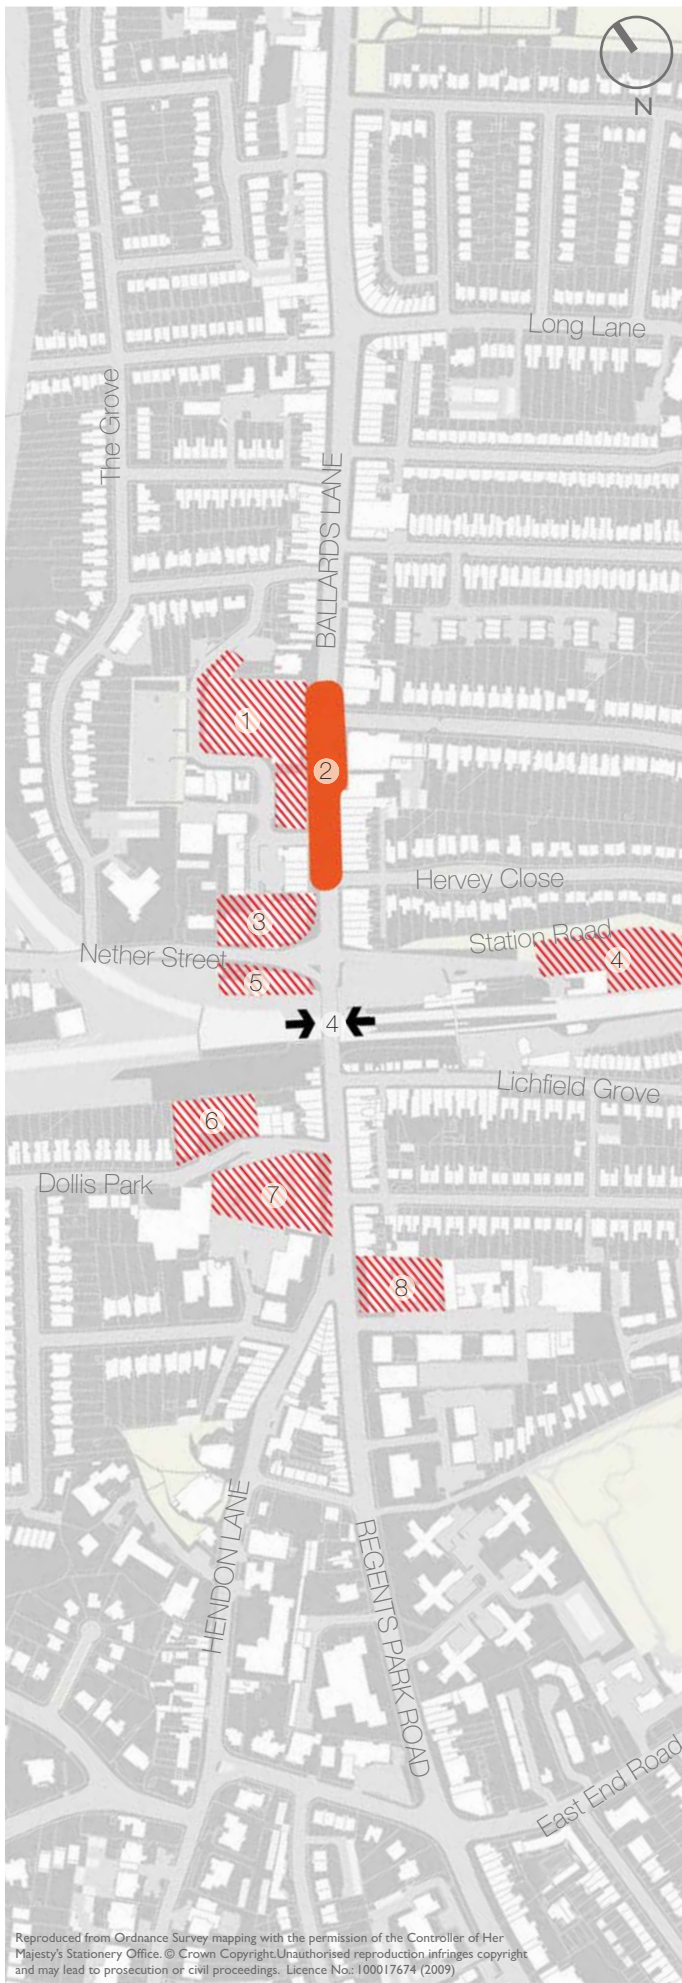 N
Long Lane
The Grove
BALLARDS LANE
1
2
Hervey Close
3
Station Road
Nether Street
4
5
4
Lichfield Grove
6
Dollis Park
7
8
HENDON LANE
REGENTS PARK ROAD
East End Road
Reproduced from Ordnance Survey mapping with the permission of the Controller of Her
Majesty's Stationery Office. © Crown Copyright.Unauthorised reproduction infringes copyright
and may lead to prosecution or civil proceedings. Licence No.: 100017674 (2009)